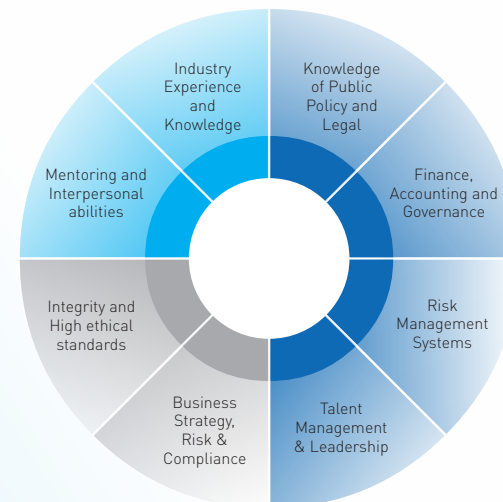 Industry
Experience
and
Knowledge
Knowledge
of Public
Policy and
Legal
Finance,
Accounting and
Governance
Risk
Management
Systems
Talent
Management
& Leadership
Business
Strategy,
Risk &
Compliance
Integrity and
High ethical
standards
Mentoring and
Interpersonal
abilities